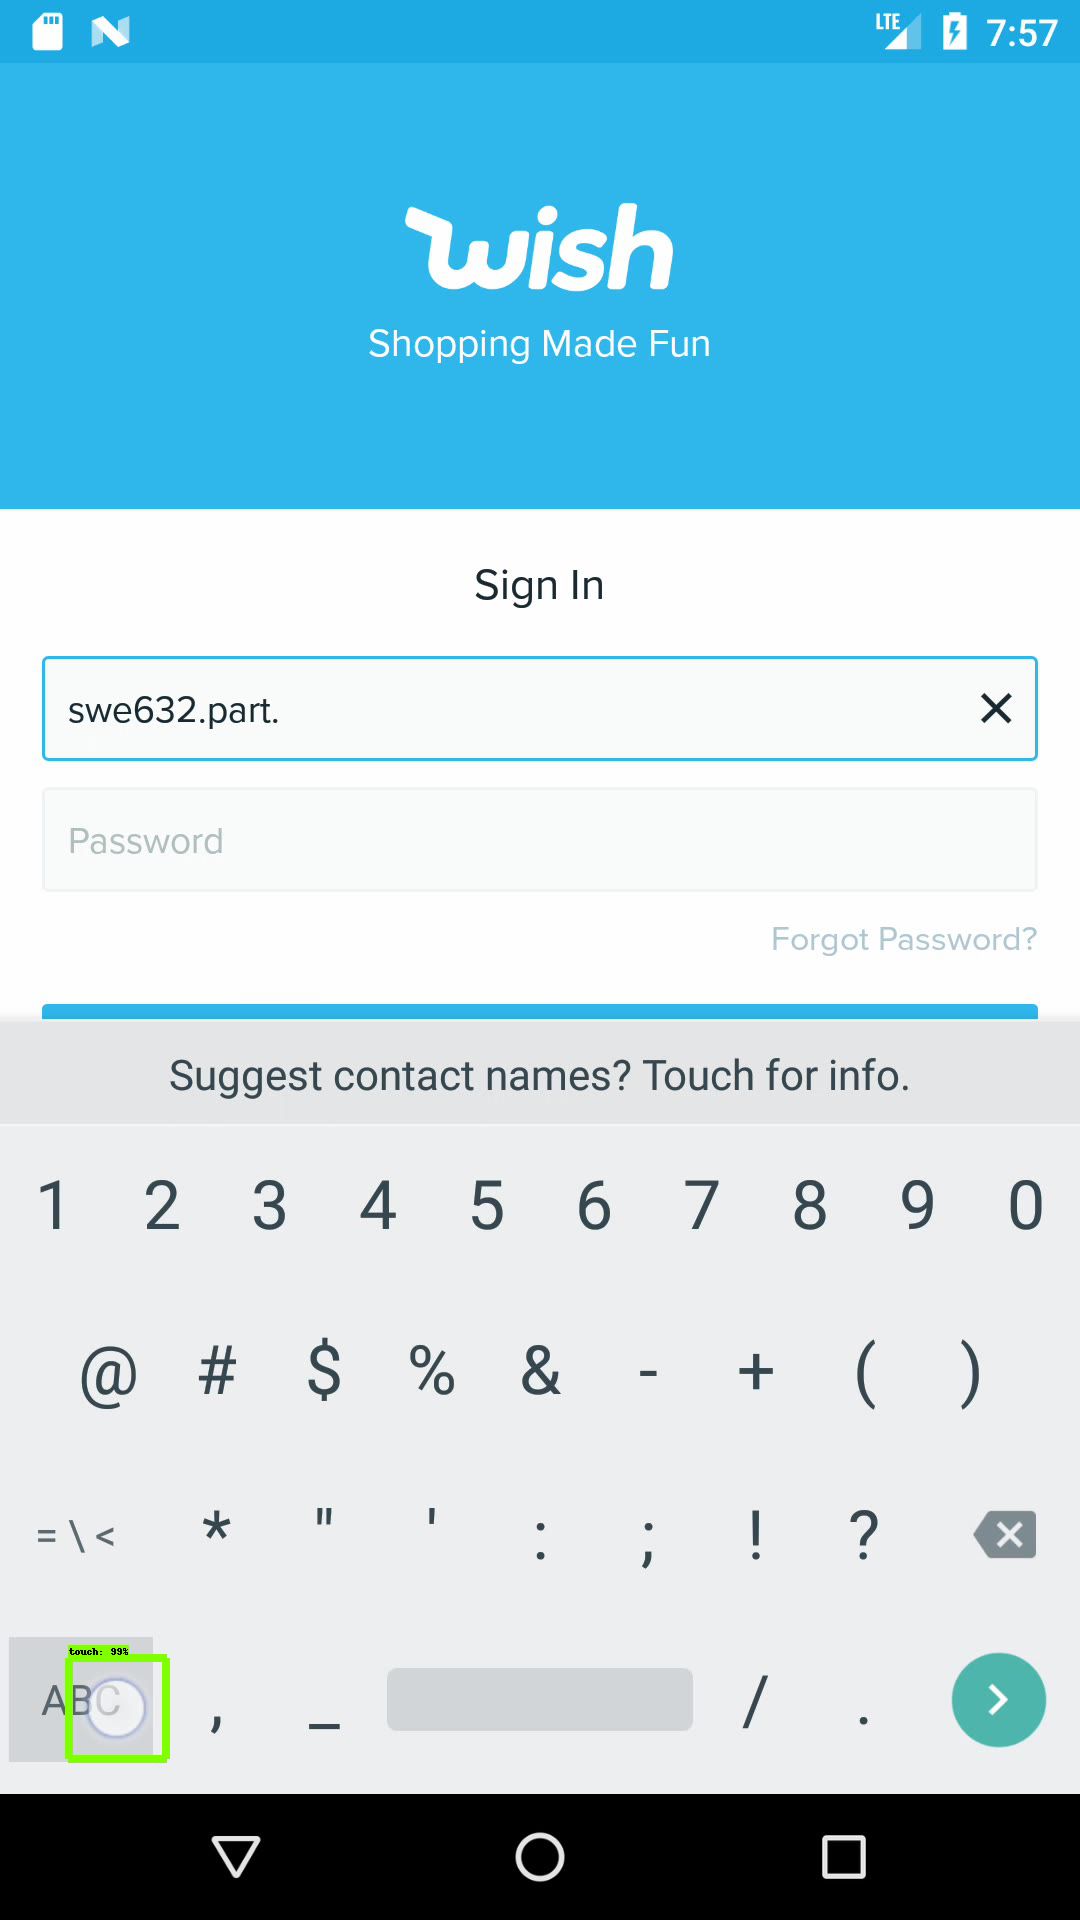 LTE 7:57
wish
Shopping Made Fun
Sign In
swe632.part.
Password
Forgot Password?
Suggest contact names? Touch for info.
1 2 3 4 5 6 7 8 9 0
@ # $ % & - + ( )
= \ < * " ' : ; ! ?
touch: 99%
ABC , _ / .